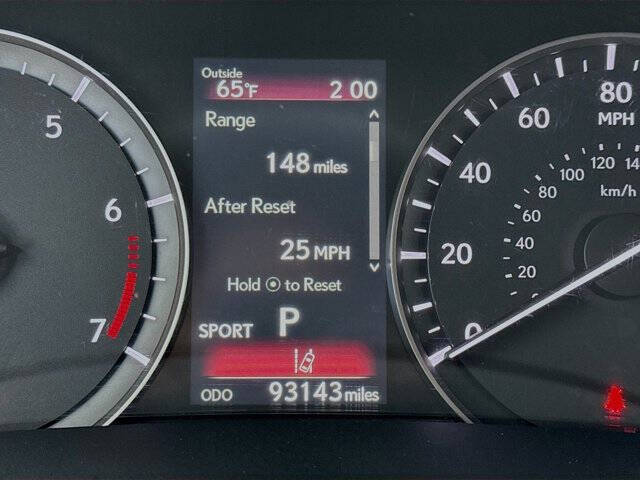 Outside
65°F 2 00
Range
148 miles
After Reset
25 MPH
Hold ⦿ to Reset
SPORT P
ODO 93143 miles
5
6
7
80
MPH
60
40
20
0
120
100
80
60
40
20
km/h